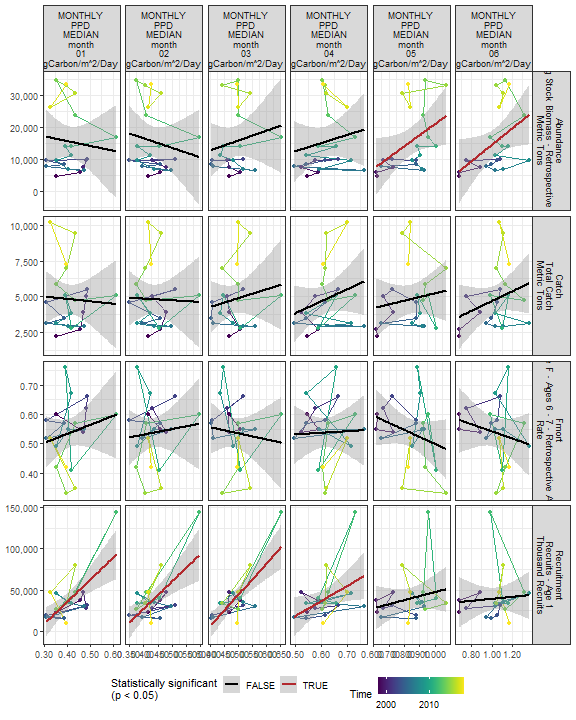 MONTHLY MONTHLY MONTHLY MONTHLY MONTHLY MONTHLY
PPD PPD PPD PPD PPD PPD
MEDIAN MEDIAN MEDIAN MEDIAN MEDIAN MEDIAN
month month month month month month
01 02 03 04 05 06
gCarbon/m^2/Day gCarbon/m^2/Day gCarbon/m^2/Day gCarbon/m^2/Day gCarbon/m^2/Day gCarbon/m^2/Day
30,000
20,000
10,000
0
Abundance
Stock Biomass - Retrospective
Metric Tons
10,000
7,500
5,000
2,500
Catch
Total Catch
Metric Tons
0.70
0.60
0.50
0.40
Fmort
F - Ages 6 - 7 - Retrospective A
Rate
150,000
100,000
50,000
0
Recruitment
Recruits - Age 1
Thousand Recruits
0.30 0.40 0.50 0.50 0.60 0.70 0.80 1.00 1.20
Statistically significant
(p < 0.05)
FALSE TRUE
Time
2000 2010